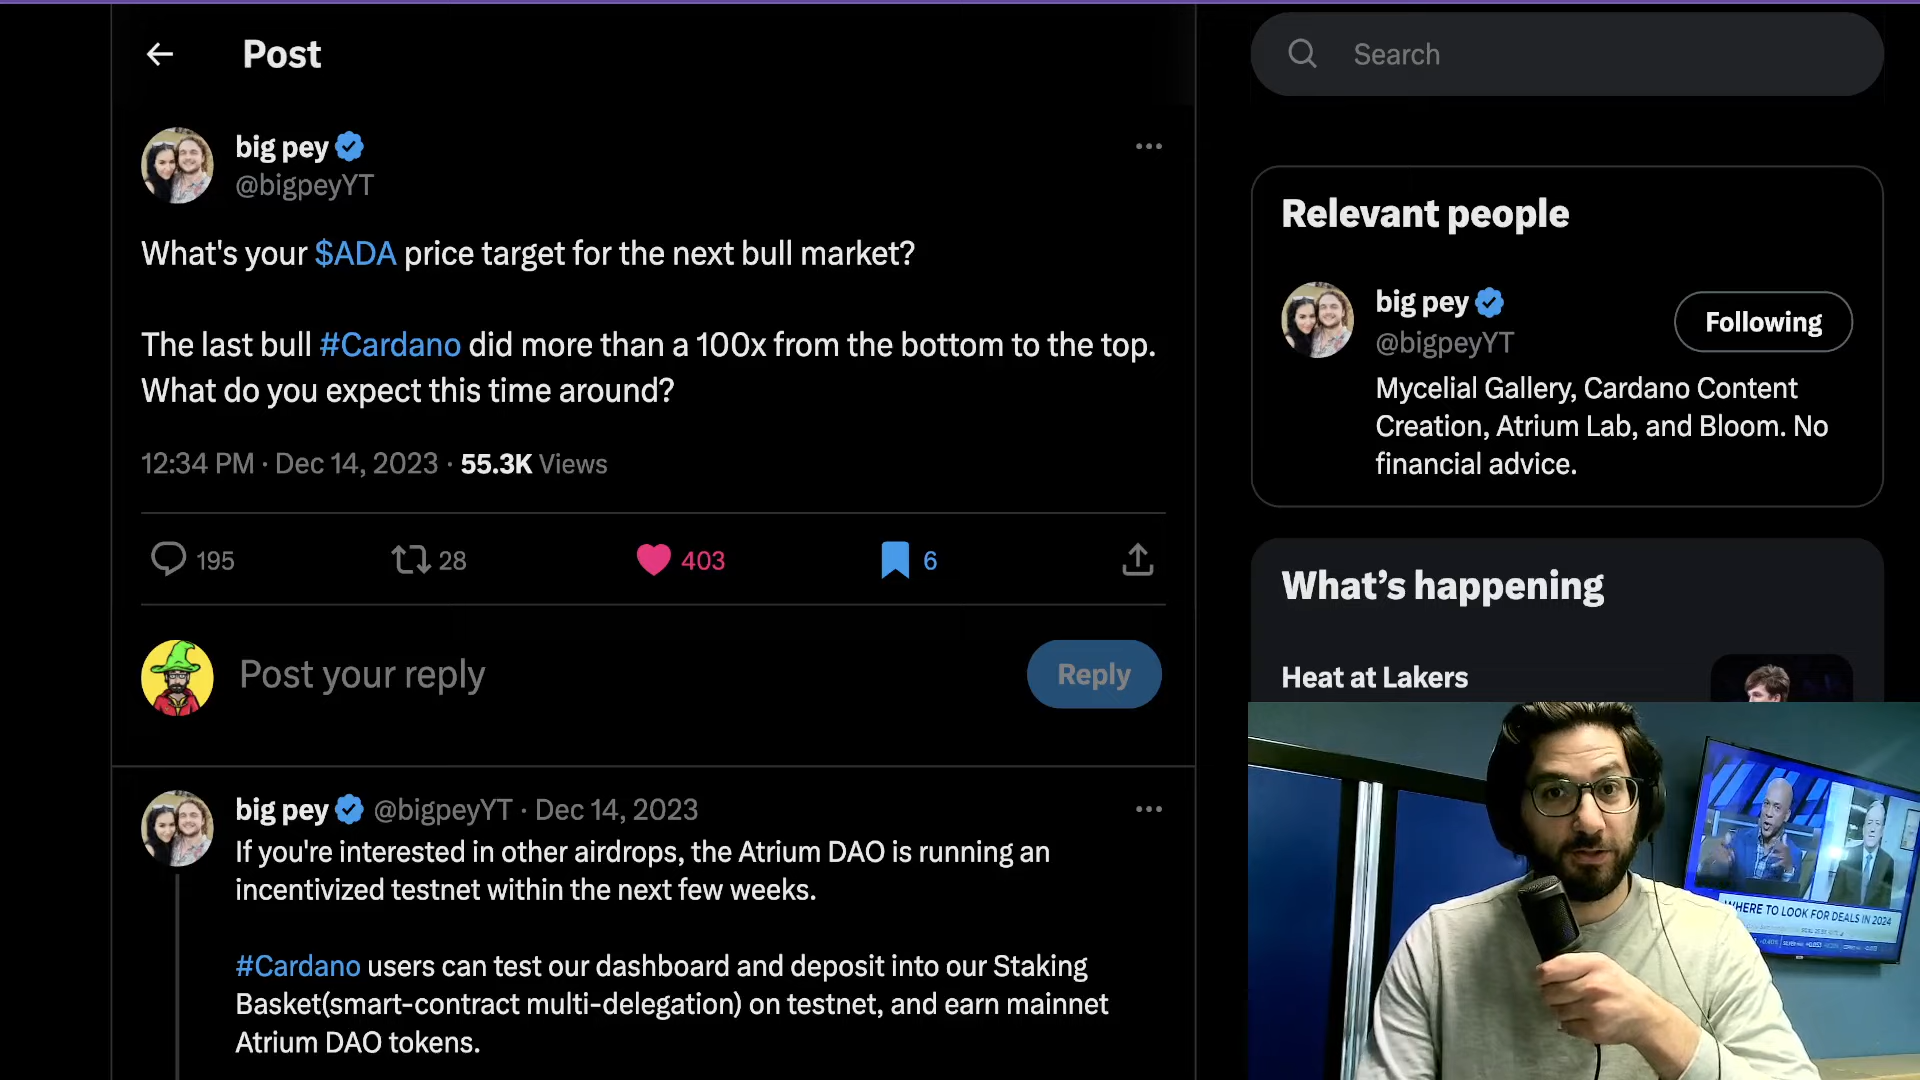 Post
Search
big pey
@bigpeyYT
What's your $ADA price target for the next bull market?
The last bull #Cardano did more than a 100x from the bottom to the top.
What do you expect this time around?
12:34 PM · Dec 14, 2023 · 55.3K Views
195
28
403
6
Post your reply
Reply
big pey @bigpeyYT · Dec 14, 2023
If you're interested in other airdrops, the Atrium DAO is running an
incentivized testnet within the next few weeks.
#Cardano users can test our dashboard and deposit into our Staking
Basket(smart-contract multi-delegation) on testnet, and earn mainnet
Atrium DAO tokens.
Relevant people
big pey
@bigpeyYT
Following
Mycelial Gallery, Cardano Content
Creation, Atrium Lab, and Bloom. No
financial advice.
What's happening
Heat at Lakers
WHERE TO LOOK FOR DEALS IN 2024